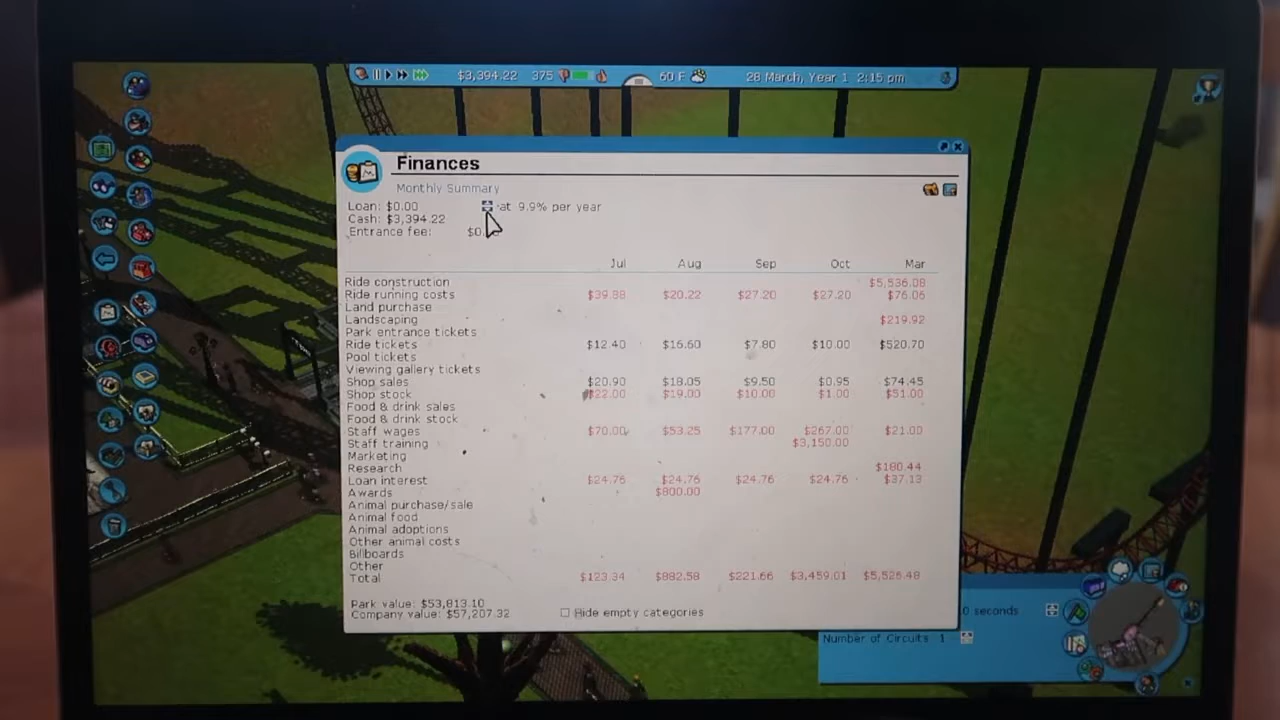 $3,394.22 375 60 F 28 March, Year 1 2:15 pm
Finances
Monthly Summary
Loan: $0.00 at 9.9% per year
Cash: $3,394.22
Entrance fee:
Jul Aug Sep Oct Mar
Ride construction $5,536.08
Ride running costs $39.88 $20.22 $27.20 $27.20 $76.06
Land purchase
Landscaping $219.92
Park entrance tickets
Ride tickets $12.40 $16.60 $7.80 $10.00 $520.70
Pool tickets
Viewing gallery tickets
Shop sales $20.90 $18.05 $9.50 $0.95 $74.45
Shop stock $22.00 $19.00 $10.00 $1.00 $51.00
Food & drink sales
Food & drink stock
Staff wages $70.00 $53.25 $177.00 $267.00 $21.00
Staff training $3,150.00
Marketing
Research $180.44
Loan interest $24.76 $24.76 $24.76 $24.76 $37.13
Awards $800.00
Animal purchase/sale
Animal food
Animal adoptions
Other animal costs
Billboards
Other
Total $123.34 $882.58 $221.66 $3,459.01 $5,526.48
Park value: $53,813.10
Company value: $57,207.32
Hide empty categories
0 seconds
Number of Circuits 1